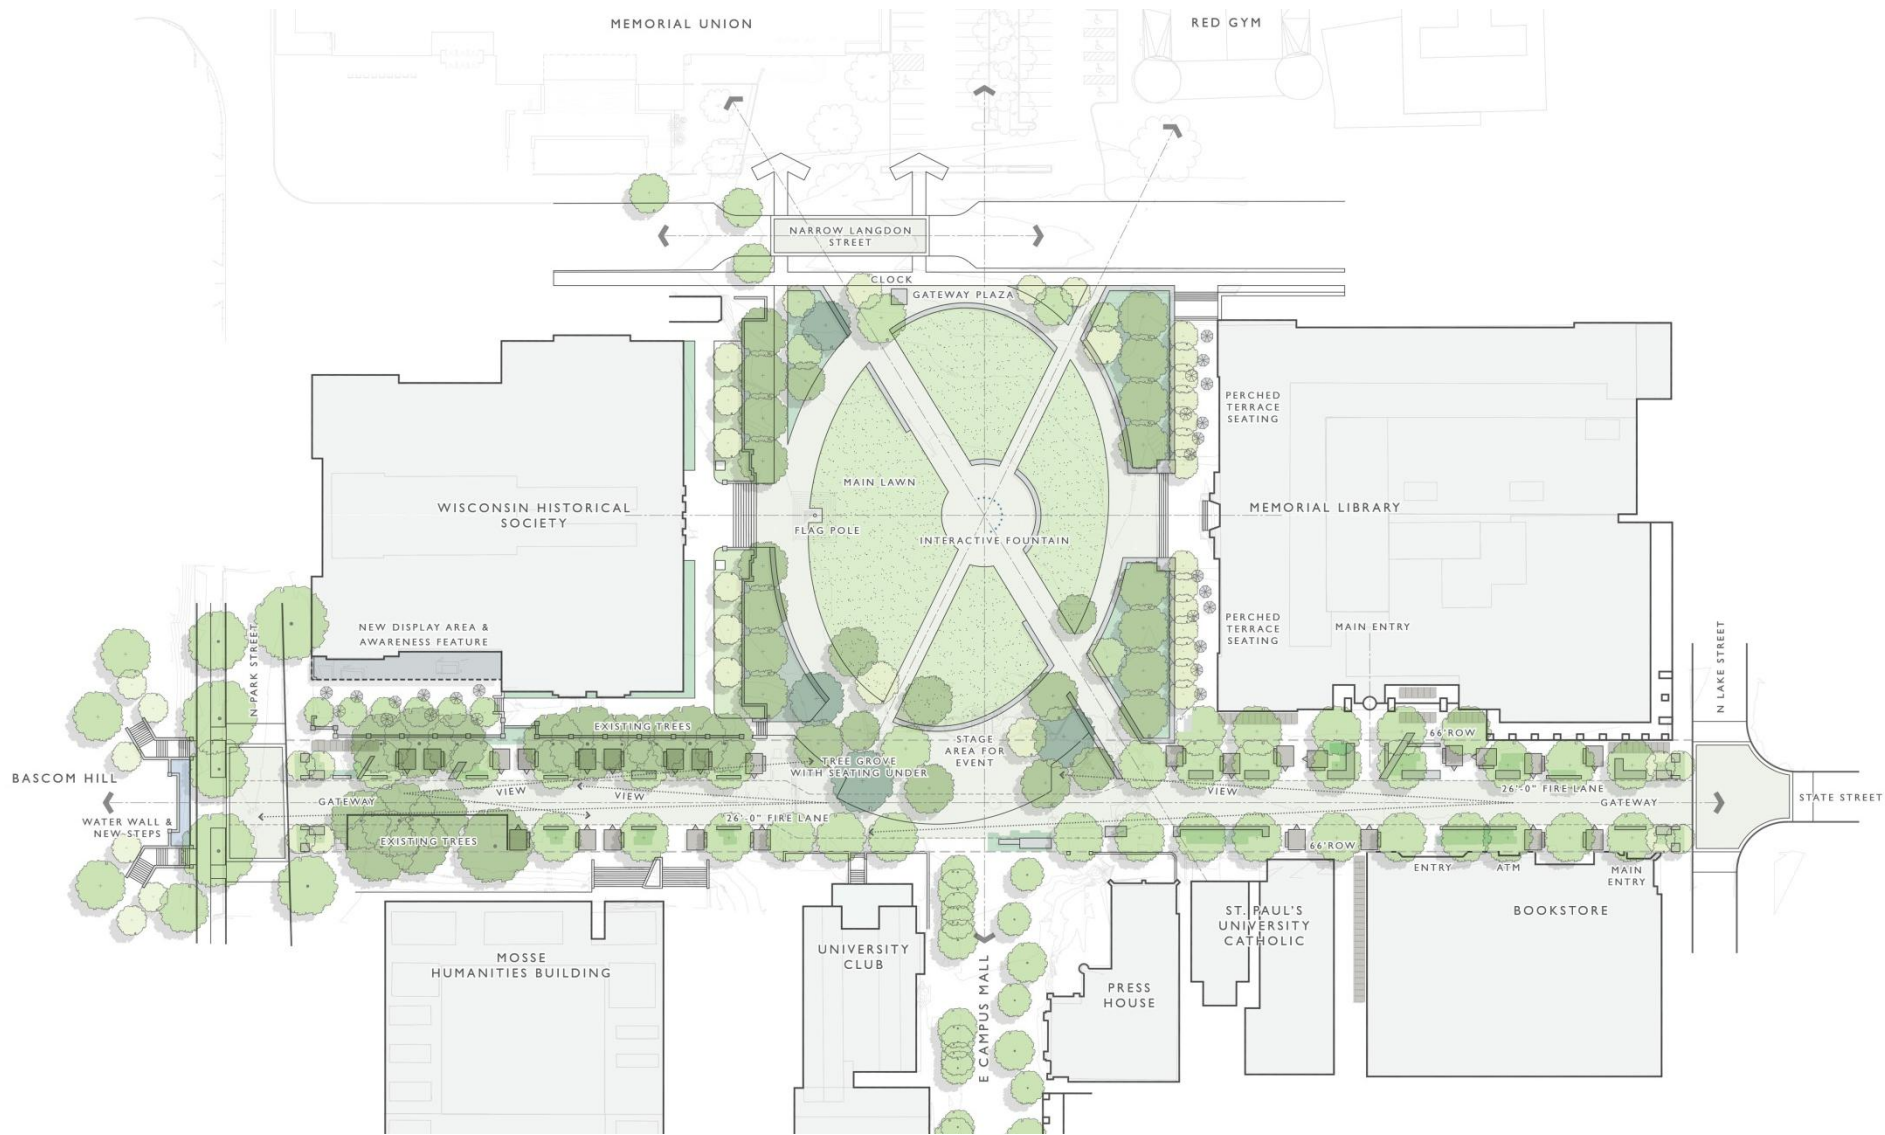 MEMORIAL UNION
RED GYM
NARROW LANGDON
STREET
CLOCK
GATEWAY PLAZA
PERCHED
TERRACE
SEATING
MAIN LAWN
WISCONSIN HISTORICAL
SOCIETY
FLAG POLE
INTERACTIVE FOUNTAIN
MEMORIAL LIBRARY
NEW DISPLAY AREA &
AWARENESS FEATURE
PERCHED
TERRACE
SEATING
MAIN ENTRY
N PARK STREET
N LAKE STREET
EXISTING TREES
STAGE
AREA FOR
EVENT
66'ROW
TREE GROVE
WITH SEATING UNDER
BASCOM HILL
VIEW
VIEW
VIEW
26'-0" FIRE LANE
GATEWAY
GATEWAY
STATE STREET
WATER WALL &
NEW STEPS
26'-0" FIRE LANE
EXISTING TREES
66'ROW
ENTRY
ATM
MAIN
ENTRY
MOSSE
HUMANITIES BUILDING
UNIVERSITY
CLUB
E CAMPUS MALL
PRESS
HOUSE
ST. PAUL'S
UNIVERSITY
CATHOLIC
BOOKSTORE